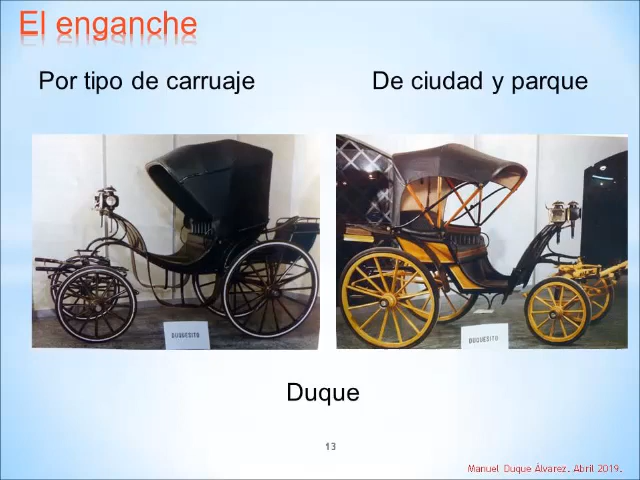 El enganche
Por tipo de carruaje
De ciudad y parque
DUQUESITO
DUQUESITO
Duque
13
Manuel Duque Álvarez. Abril 2019.